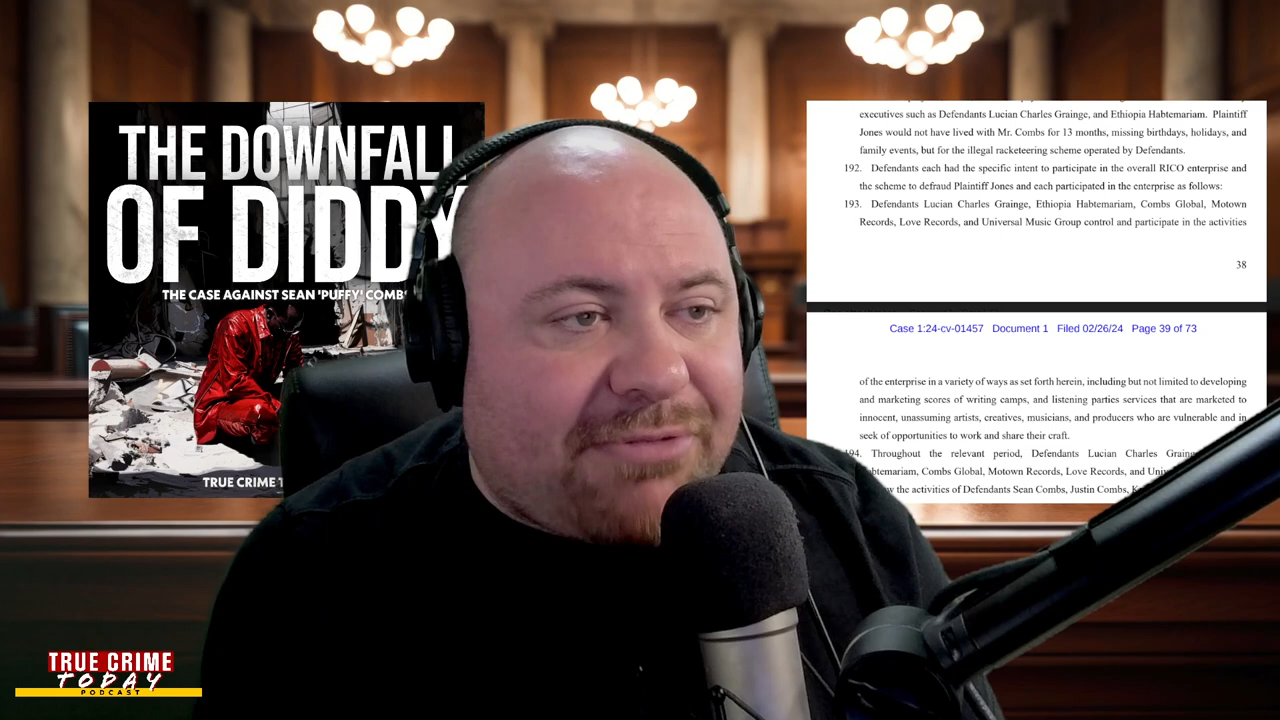 THE DOWNFALL
OF DIDDY
THE CASE AGAINST SEAN 'PUFFY' COMB
TRUE CRIME
executives such as Defendants Lucian Charles Grainge, and Ethiopia Habtemariam. Plaintiff
Jones would not have lived with Mr. Combs for 13 months, missing birthdays, holidays, and
family events, but for the illegal racketeering scheme operated by Defendants.
192. Defendants each had the specific intent to participate in the overall RICO enterprise and
the scheme to defraud Plaintiff Jones and each participated in the enterprise as follows:
193. Defendants Lucian Charles Grainge, Ethiopia Habtemariam, Combs Global, Motown
Records, Love Records, and Universal Music Group control and participate in the activities
38
Case 1:24-cv-01457 Document 1 Filed 02/26/24 Page 39 of 73
of the enterprise in a variety of ways as set forth herein, including but not limited to developing
and marketing scores of writing camps, and listening parties services that are marketed to
innocent, unassuming artists, creatives, musicians, and producers who are vulnerable and in
seek of opportunities to work and share their craft.
194. Throughout the relevant period, Defendants Lucian Charles Grainge
Habtemariam, Combs Global, Motown Records, Love Records, and Univ
the activities of Defendants Sean Combs, Justin Combs,
TRUE CRIME
TODAY
PODCAST